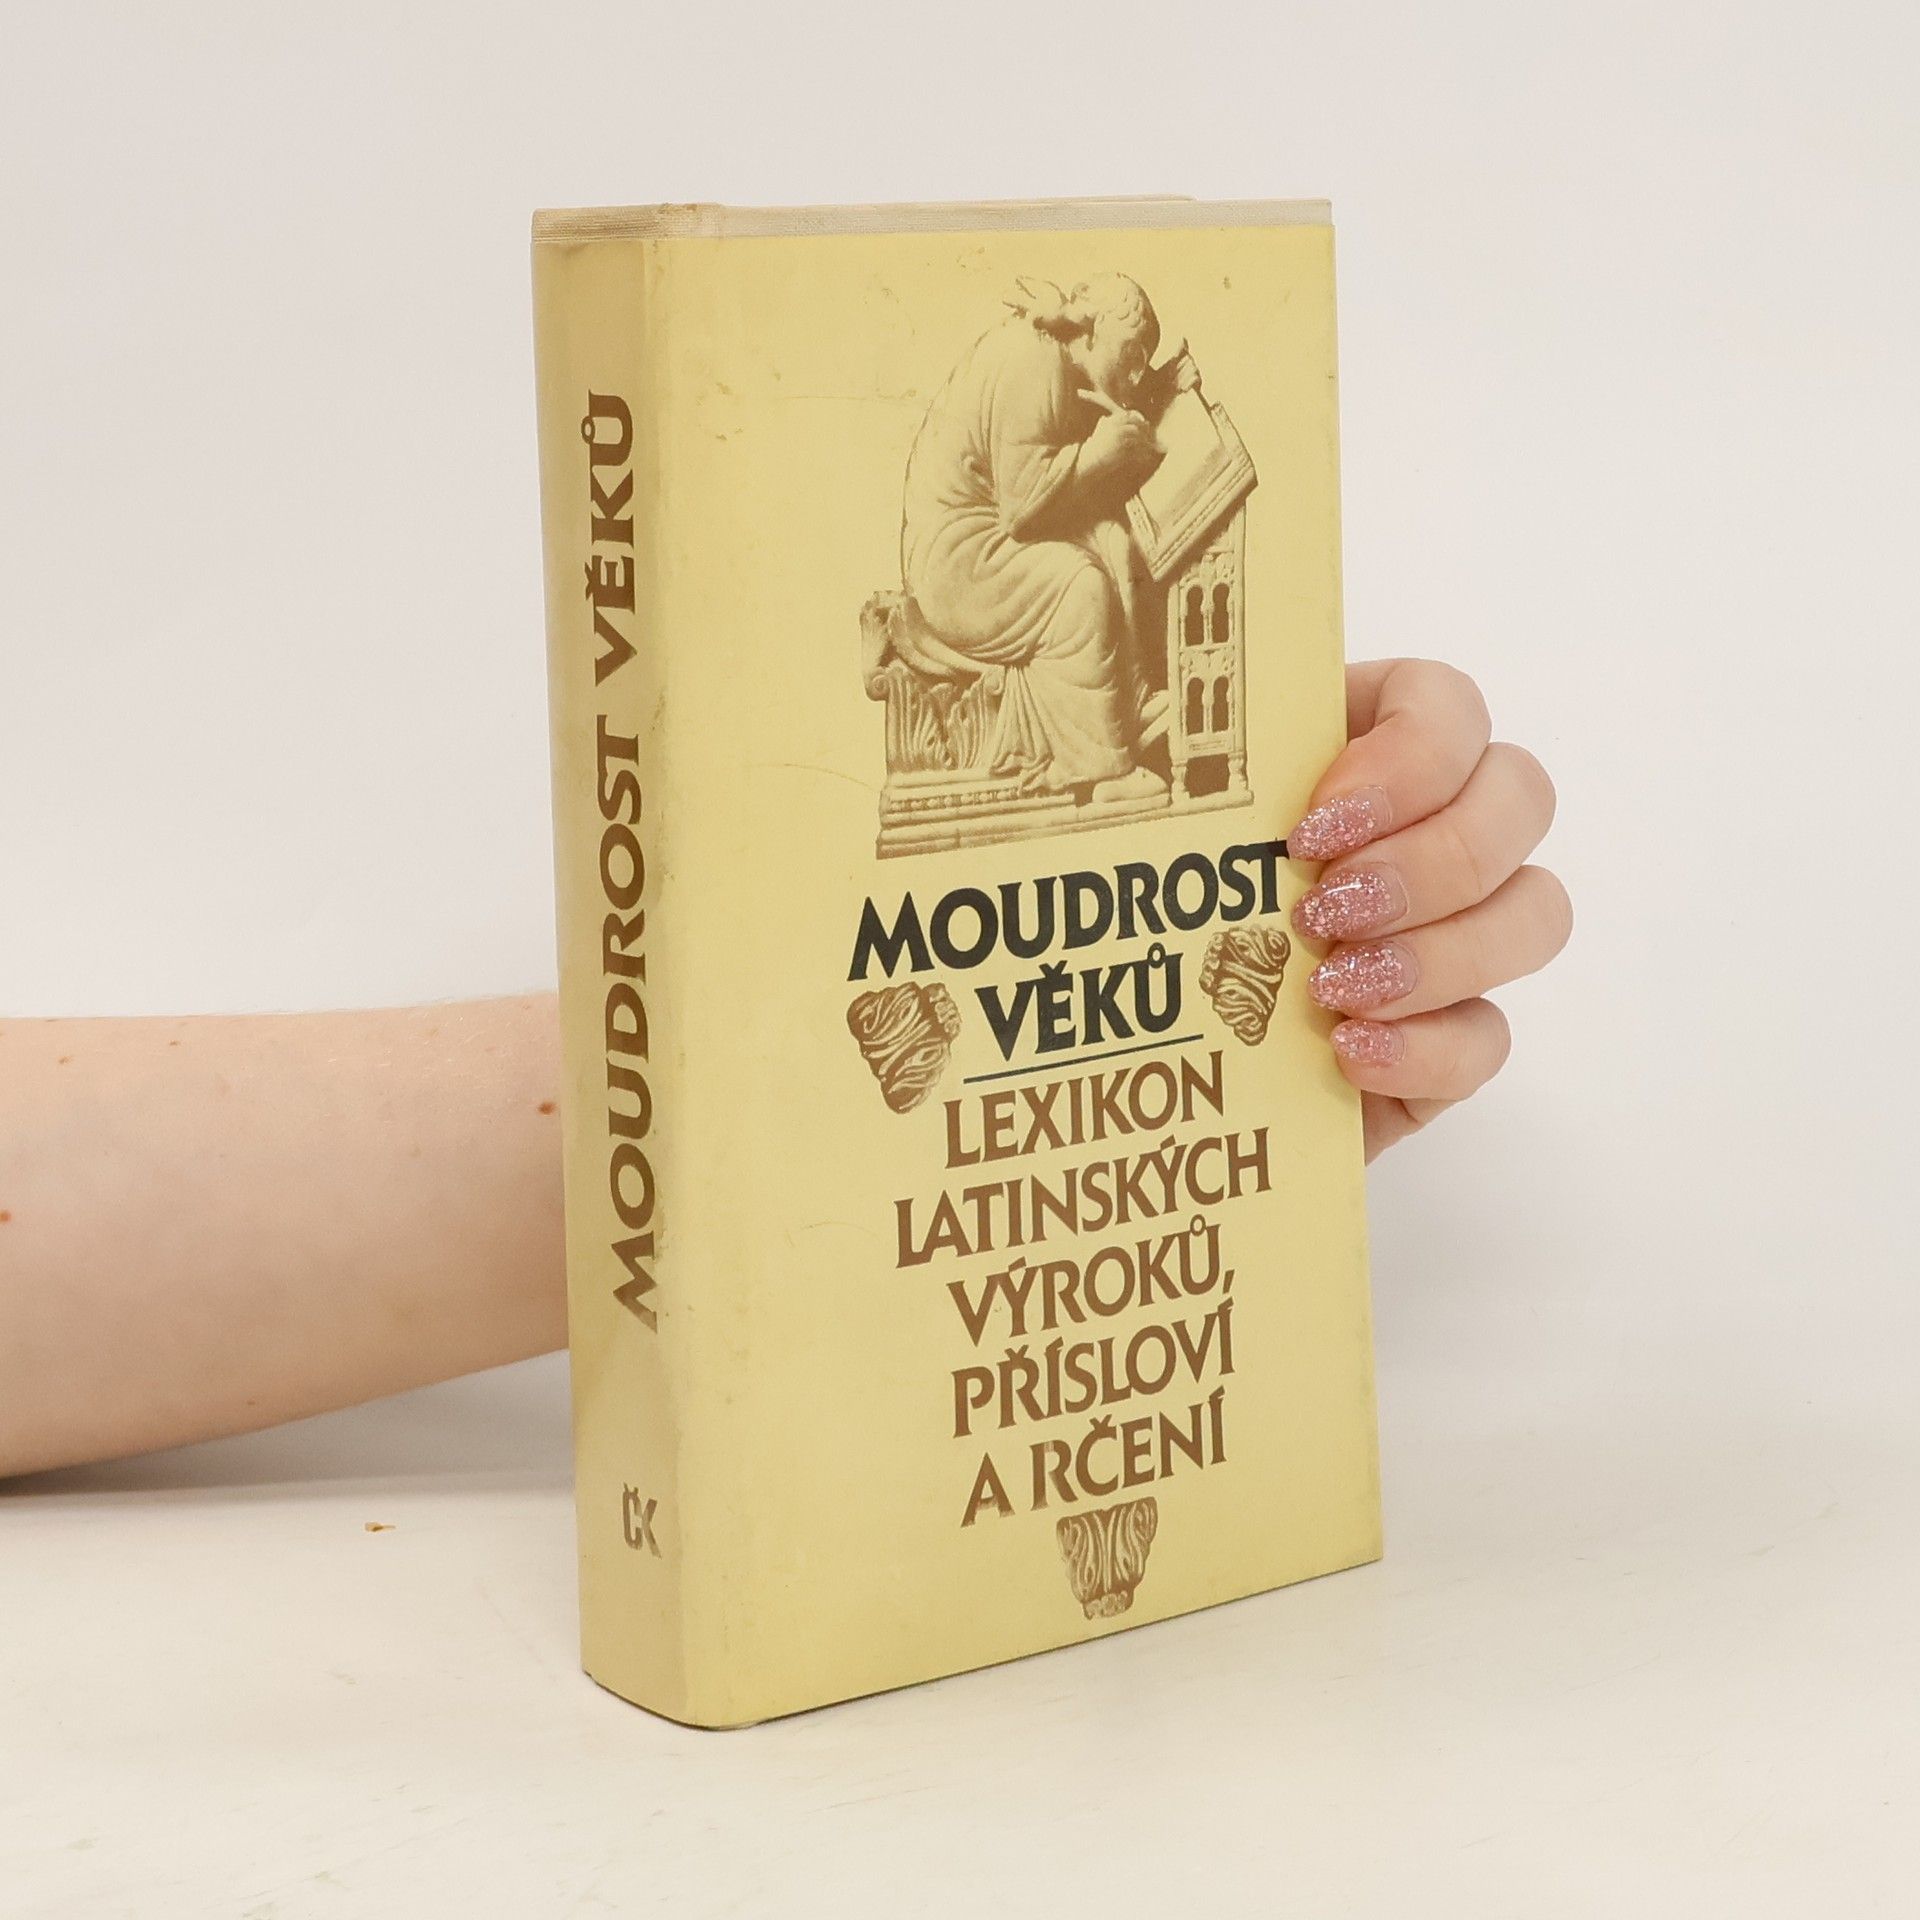 MOUDROST VĚKŮ
ČK
MOUDROST
VĚKŮ
LEXIKON
LATINSKÝCH
VÝROKŮ,
PŘÍSLOVÍ
A RČENÍ